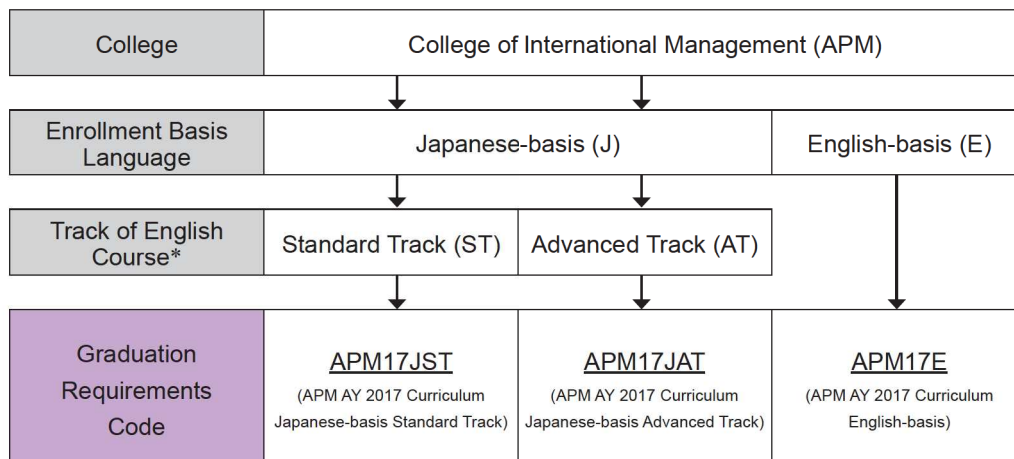 College
College of International Management (APM)
Enrollment Basis
Language
Japanese-basis (J)
English-basis (E)
Track of English
Course*
Standard Track (ST)
Advanced Track (AT)
Graduation
Requirements
Code
APM17JST
(APM AY 2017 Curriculum
Japanese-basis Standard Track)
APM17JAT
(APM AY 2017 Curriculum
Japanese-basis Advanced Track)
APM17E
(APM AY 2017 Curriculum
English-basis)